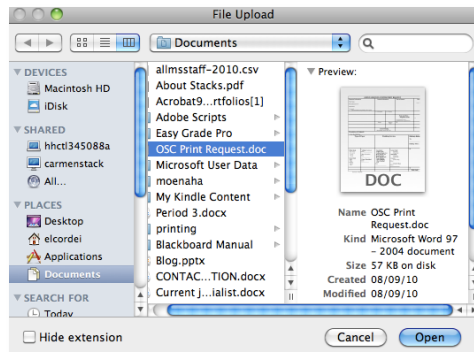 File Upload
Documents
DEVICES
Macintosh HD
iDisk
SHARED
hhctl345088a
carmenstack
All...
PLACES
Desktop
elcordei
Applications
Documents
SEARCH FOR
Today
allmsstaff-2010.csv
About Stacks.pdf
Acrobat9...rtfolios[1]
Adobe Scripts
Easy Grade Pro
OSC Print Request.doc
Microsoft User Data
moenaha
My Kindle Content
Period 3.docx
printing
Blackboard Manual
Blog.pptx
CONTAC...TION.docx
Current j...ialist.docx
Preview:
DOC
Name OSC Print
Request.doc
Kind Microsoft Word 97
– 2004 document
Size 57 KB on disk
Created 08/09/10
Modified 08/09/10
Hide extension
Cancel
Open